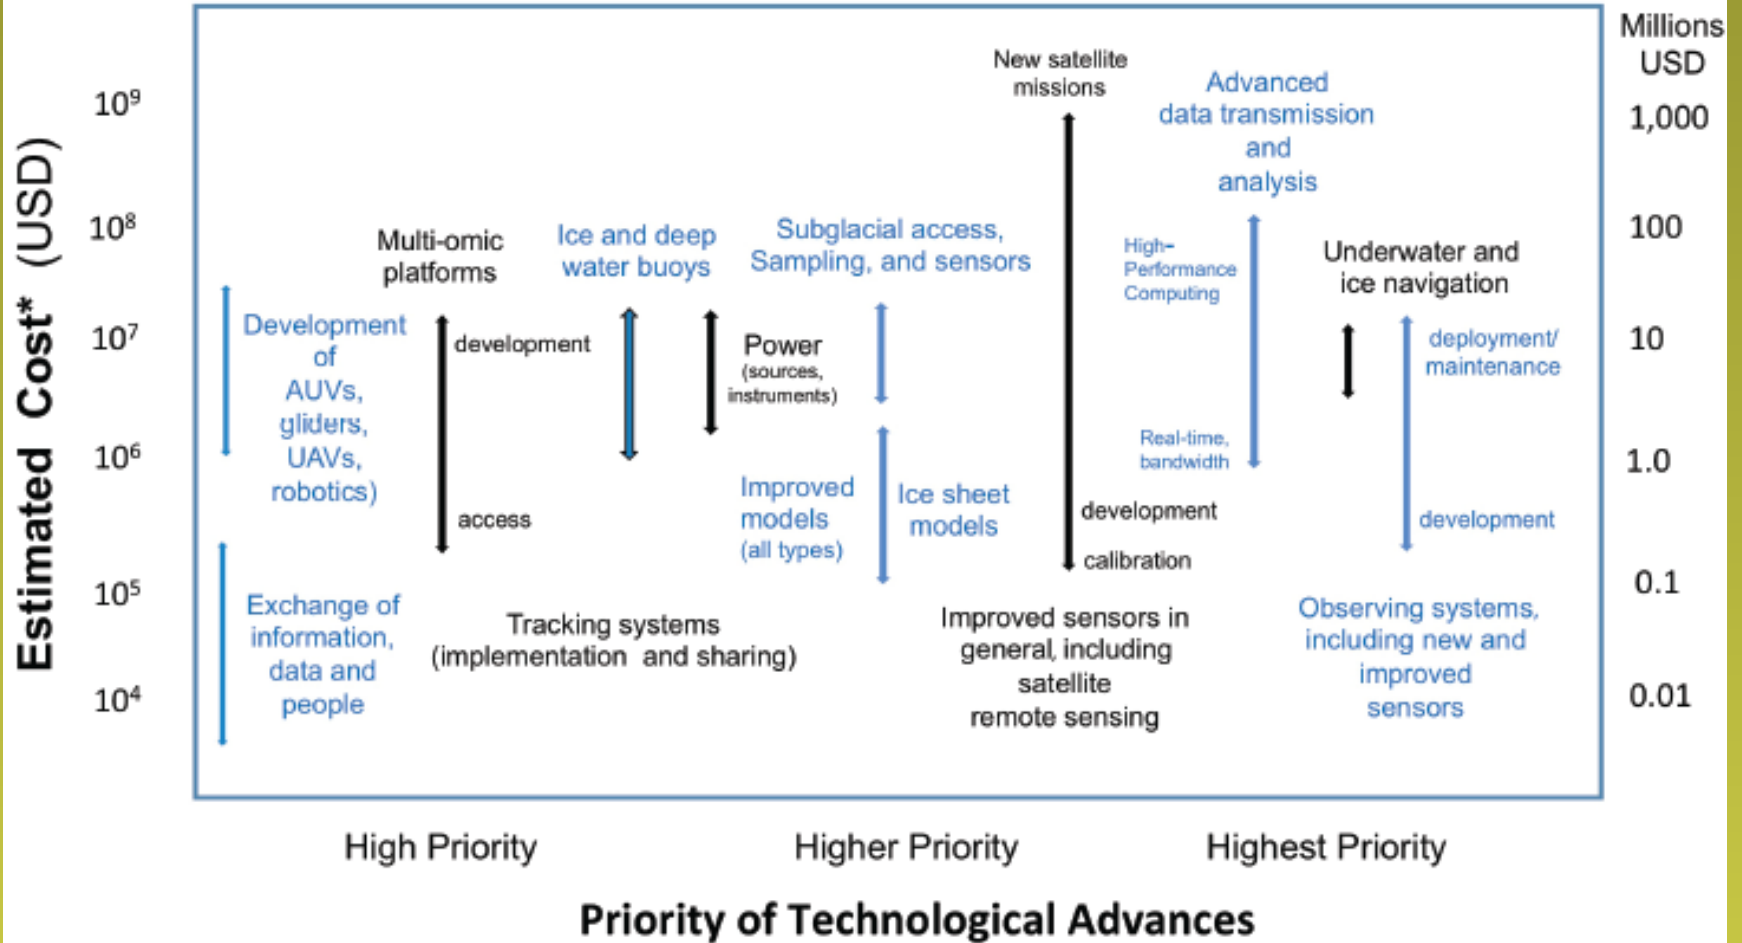 Millions
USD
10⁹
10⁸
10⁷
10⁶
10⁵
10⁴
Estimated Cost* (USD)
1,000
100
10
1.0
0.1
0.01
Development
of
AUVs,
gliders,
UAVs,
robotics)
Exchange of
information,
data and
people
Multi-omic
platforms
development
access
Tracking systems
(implementation and sharing)
Ice and deep
water buoys
Power
(sources,
instruments)
Subglacial access,
Sampling, and sensors
Improved
models
(all types)
Ice sheet
models
New satellite
missions
development
calibration
Improved sensors in
general, including
satellite
remote sensing
Advanced
data transmission
and
analysis
High-
Performance
Computing
Real-time,
bandwidth
Underwater and
ice navigation
deployment/
maintenance
development
Observing systems,
including new and
improved
sensors
High Priority
Higher Priority
Highest Priority
Priority of Technological Advances